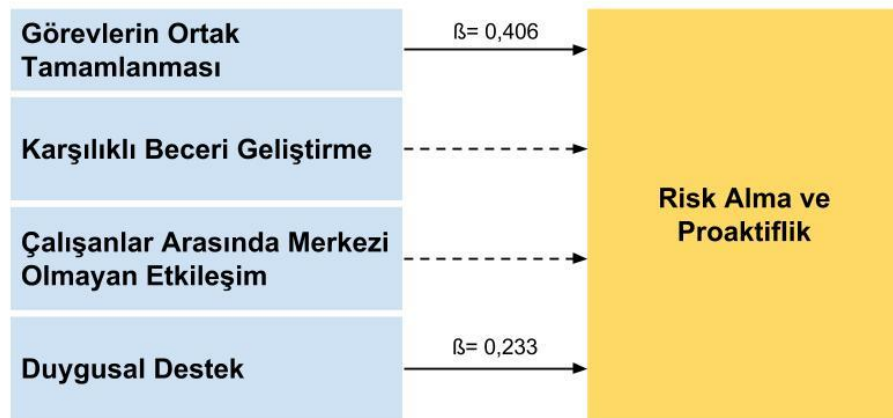 Görevlerin Ortak
Tamamlanması
ß= 0,406
Karşılıklı Beceri Geliştirme
Çalışanlar Arasında Merkezi
Olmayan Etkileşim
Duygusal Destek
ß= 0,233
Risk Alma ve
Proaktiflik